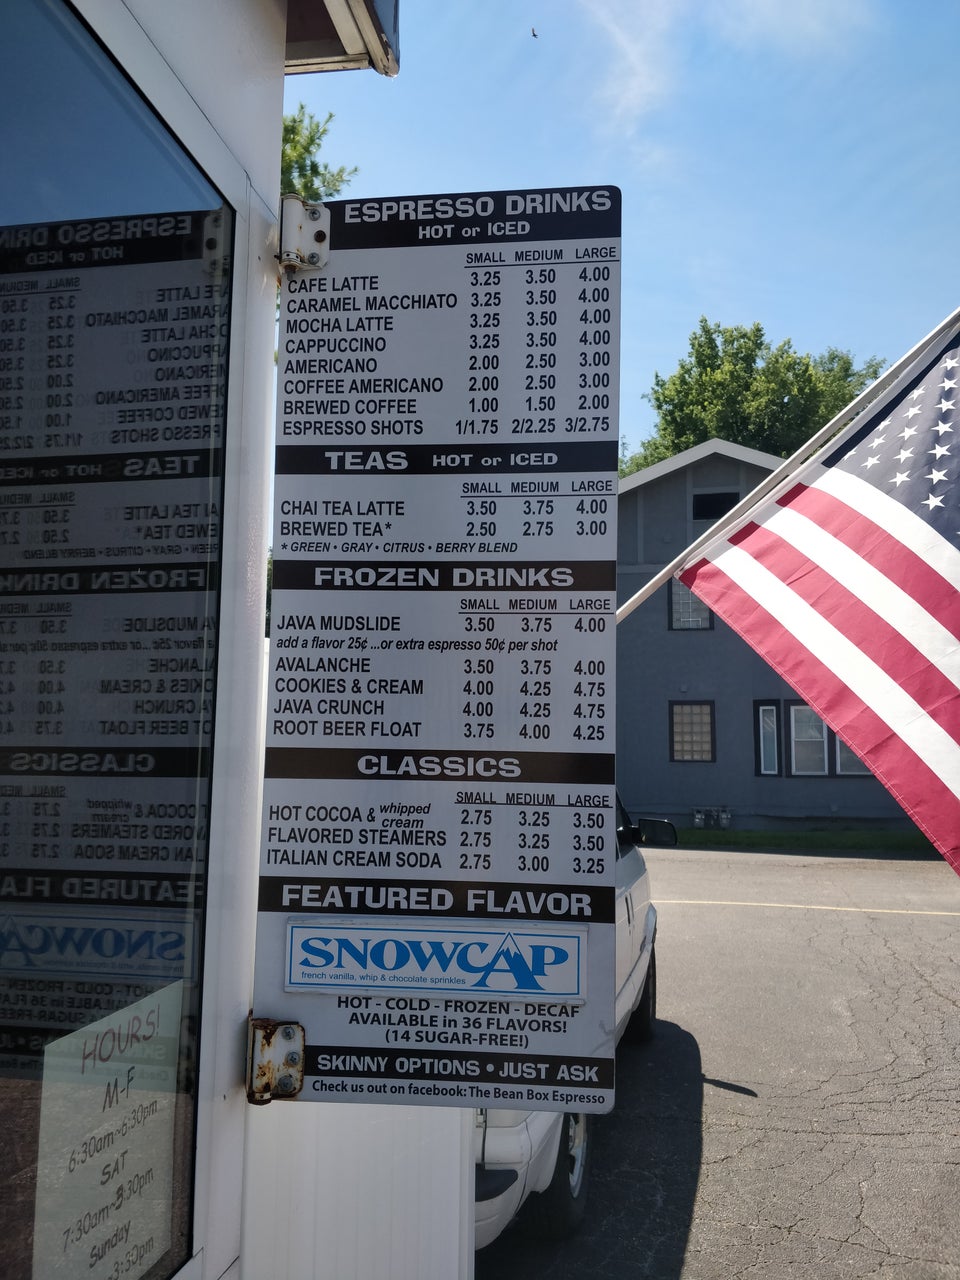 ESPRESSO DRINKS
HOT or ICED
SMALL MEDIUM LARGE
CAFE LATTE 3.25 3.50 4.00
CARAMEL MACCHIATO 3.25 3.50 4.00
MOCHA LATTE 3.25 3.50 4.00
CAPPUCCINO 3.25 3.50 4.00
AMERICANO 2.00 2.50 3.00
COFFEE AMERICANO 2.00 2.50 3.00
BREWED COFFEE 1.00 1.50 2.00
ESPRESSO SHOTS 1/1.75 2/2.25 3/2.75
TEAS HOT or ICED
SMALL MEDIUM LARGE
CHAI TEA LATTE 3.50 3.75 4.00
BREWED TEA* 2.50 2.75 3.00
* GREEN • GRAY • CITRUS • BERRY BLEND
FROZEN DRINKS
SMALL MEDIUM LARGE
JAVA MUDSLIDE 3.50 3.75 4.00
add a flavor 25¢ ...or extra espresso 50¢ per shot
AVALANCHE 3.50 3.75 4.00
COOKIES & CREAM 4.00 4.25 4.75
JAVA CRUNCH 4.00 4.25 4.75
ROOT BEER FLOAT 3.75 4.00 4.25
CLASSICS
SMALL MEDIUM LARGE
HOT COCOA & whipped cream 2.75 3.25 3.50
FLAVORED STEAMERS 2.75 3.25 3.50
ITALIAN CREAM SODA 2.75 3.00 3.25
FEATURED FLAVOR
SNOWCAP
french vanilla, whip & chocolate sprinkles
HOT - COLD - FROZEN - DECAF
AVAILABLE in 36 FLAVORS!
(14 SUGAR-FREE!)
SKINNY OPTIONS • JUST ASK
Check us out on facebook: The Bean Box Espresso
HOURS!
M-F
6:30am~6:30pm
SAT
7:30am~3:30pm
Sunday
~3:30pm